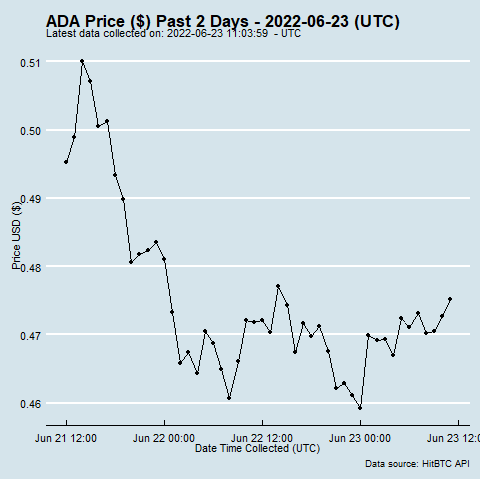 ADA Price ($) Past 2 Days - 2022-06-23 (UTC)
Latest data collected on: 2022-06-23 11:03:59 - UTC
0.51
0.50
0.49
0.48
0.47
0.46
Price USD ($)
Jun 21 12:00 Jun 22 00:00 Jun 22 12:00 Jun 23 00:00 Jun 23 12:
Date Time Collected (UTC)
Data source: HitBTC API